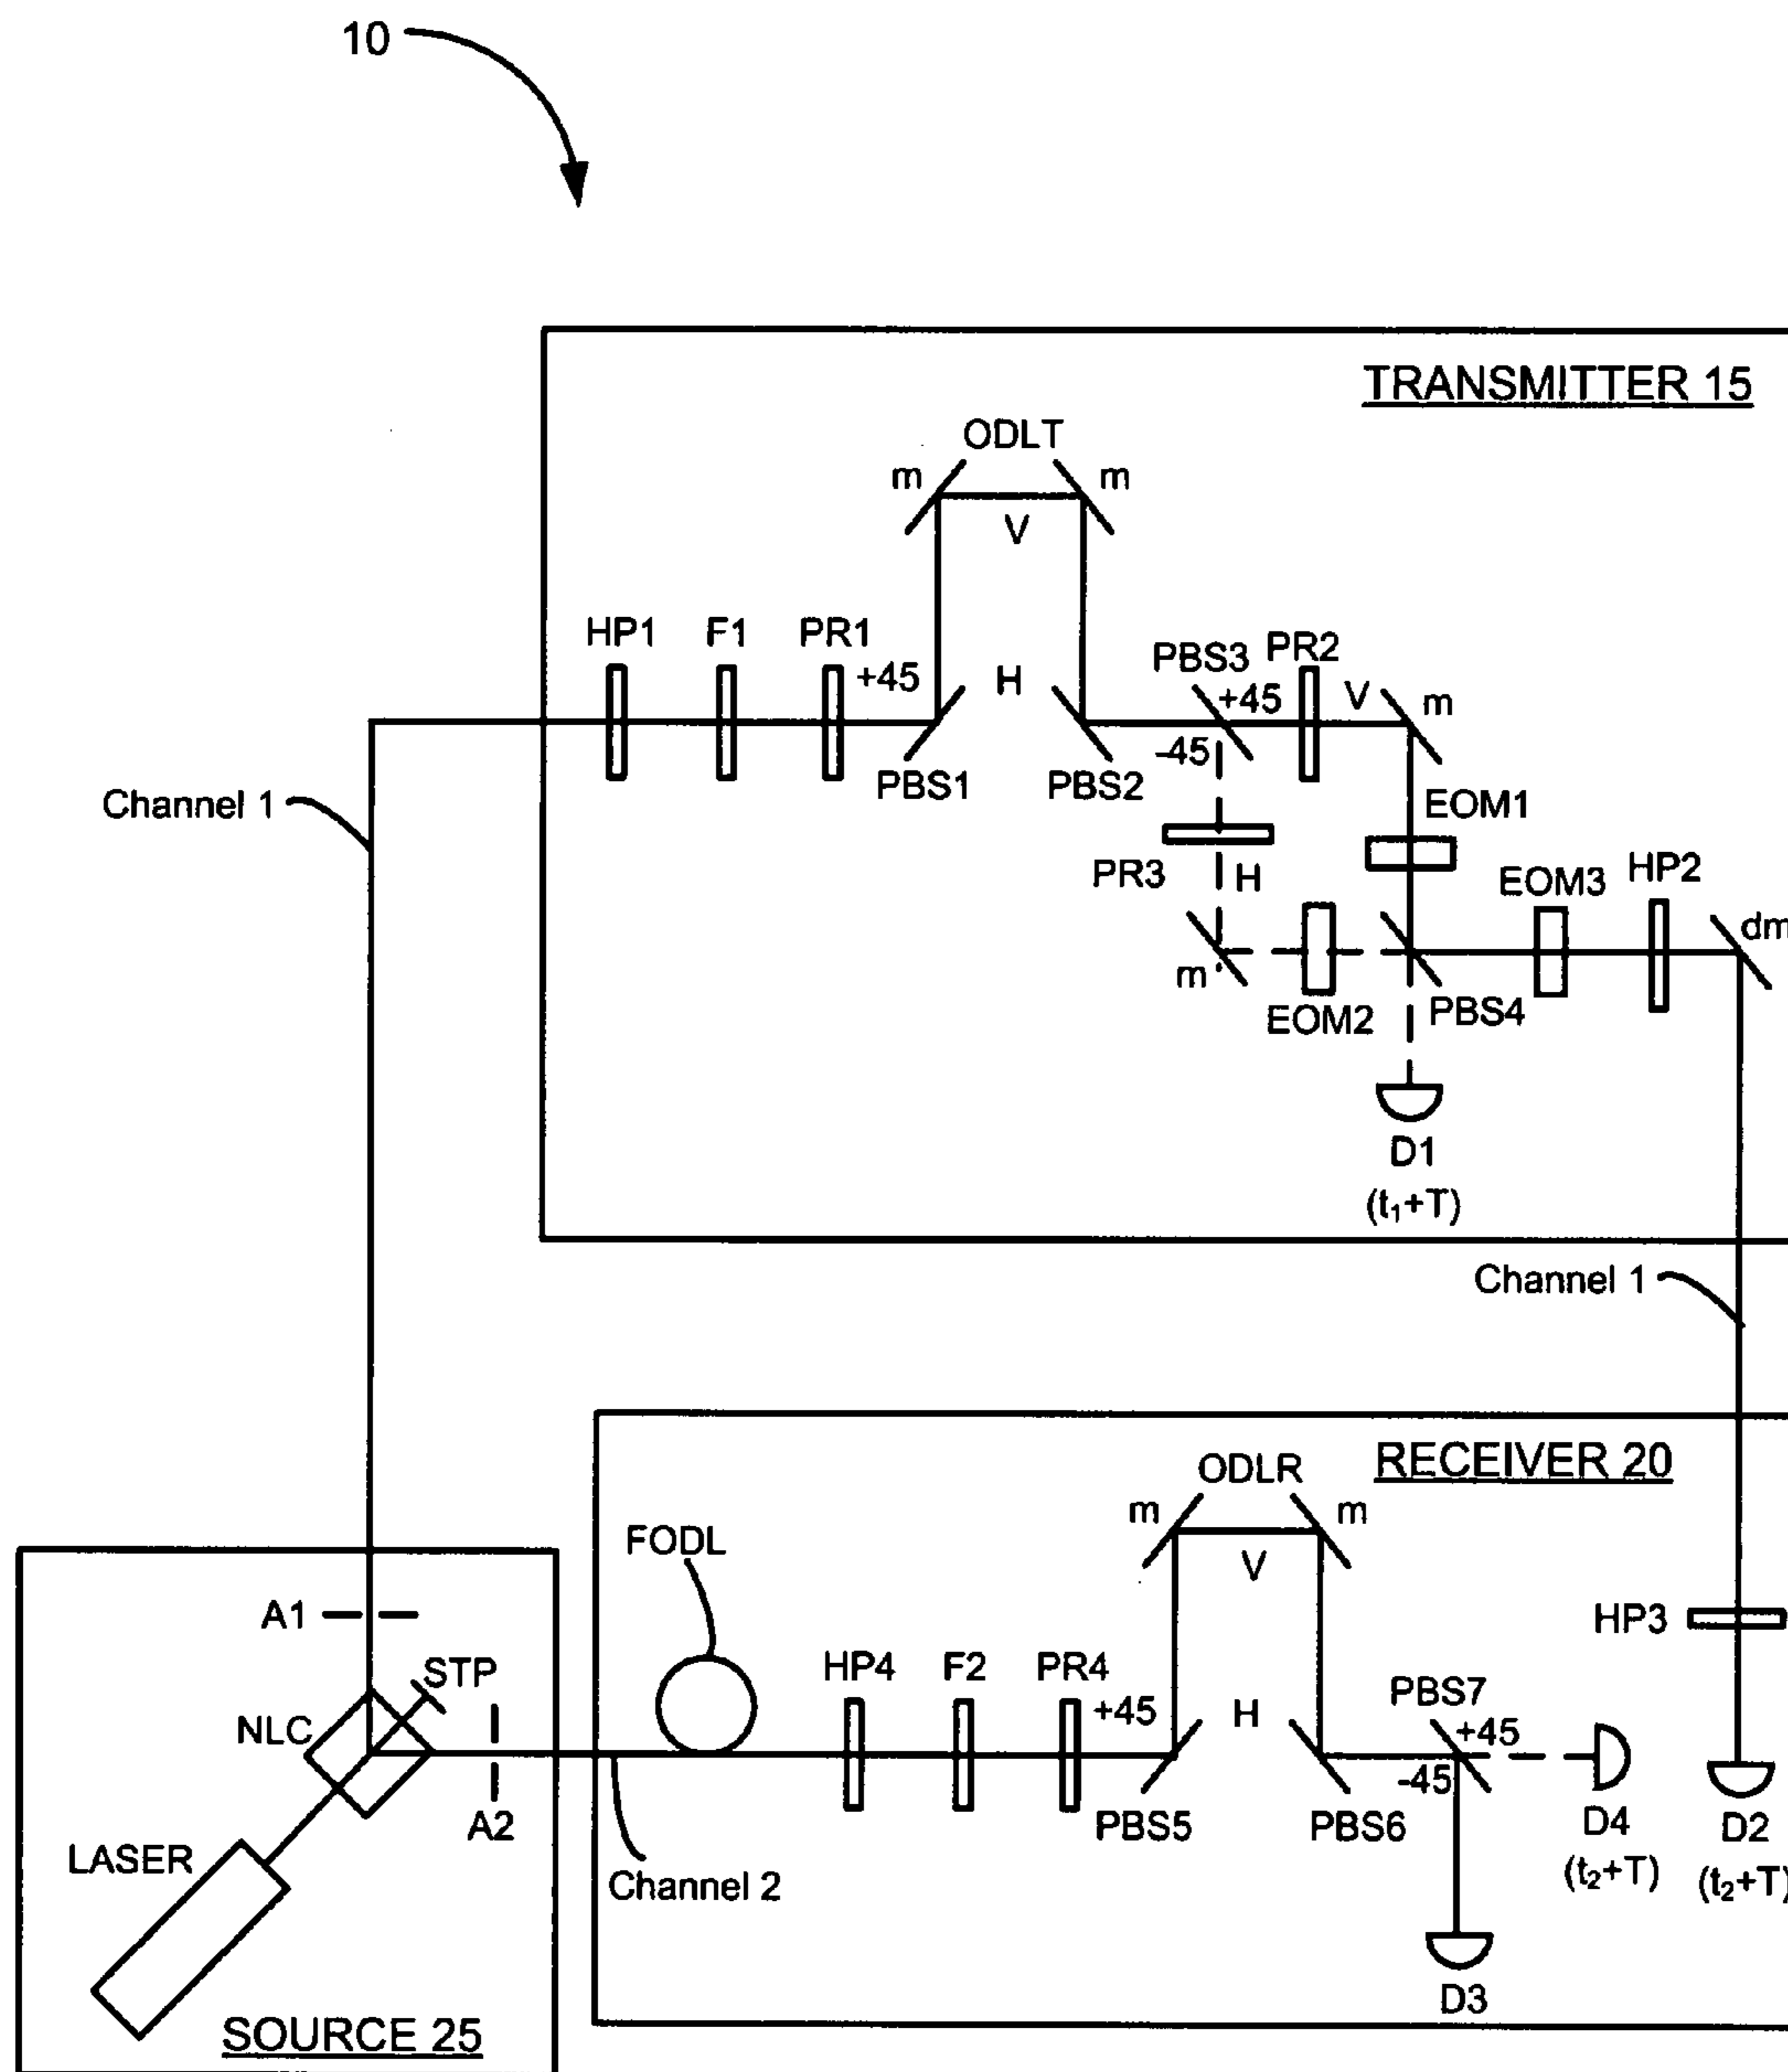 10
TRANSMITTER 15
ODLT
m
m
V
HP1
F1
PR1
+45
H
PBS1
PBS2
PBS3
+45
-45
PR2
V
m
Channel 1
PR3
H
m
EOM1
EOM2
EOM3
HP2
dm
PBS4
D1
(t₁+T)
Channel 1
RECEIVER 20
ODLR
m
m
V
FODL
HP4
F2
PR4
+45
H
PBS5
PBS6
PBS7
+45
-45
HP3
D4
(t₂+T)
D2
(t₂+T)
D3
A1
STP
NLC
A2
LASER
Channel 2
SOURCE 25